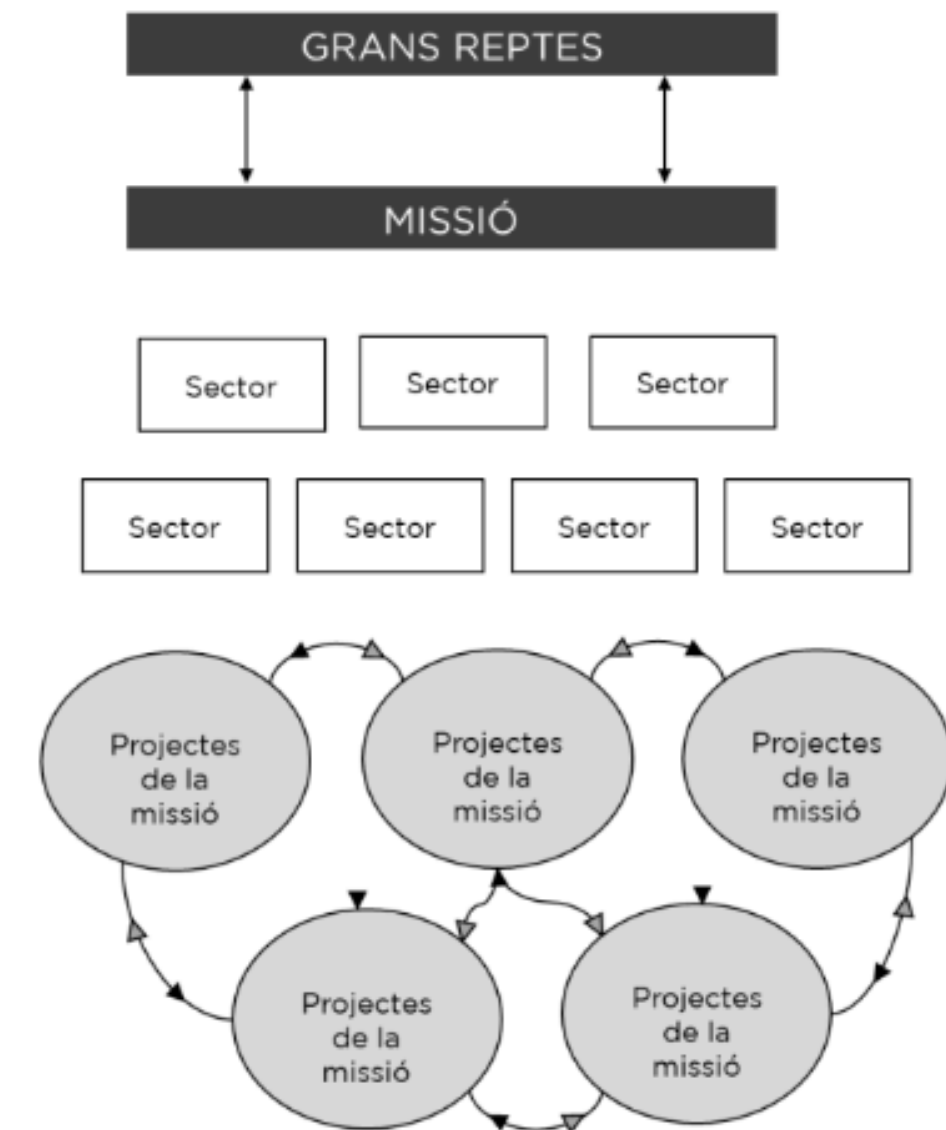 GRANS REPTES
MISSIÓ
Sector
Sector
Sector
Sector
Sector
Sector
Sector
Projectes
de la
missió
Projectes
de la
missió
Projectes
de la
missió
Projectes
de la
missió
Projectes
de la
missió